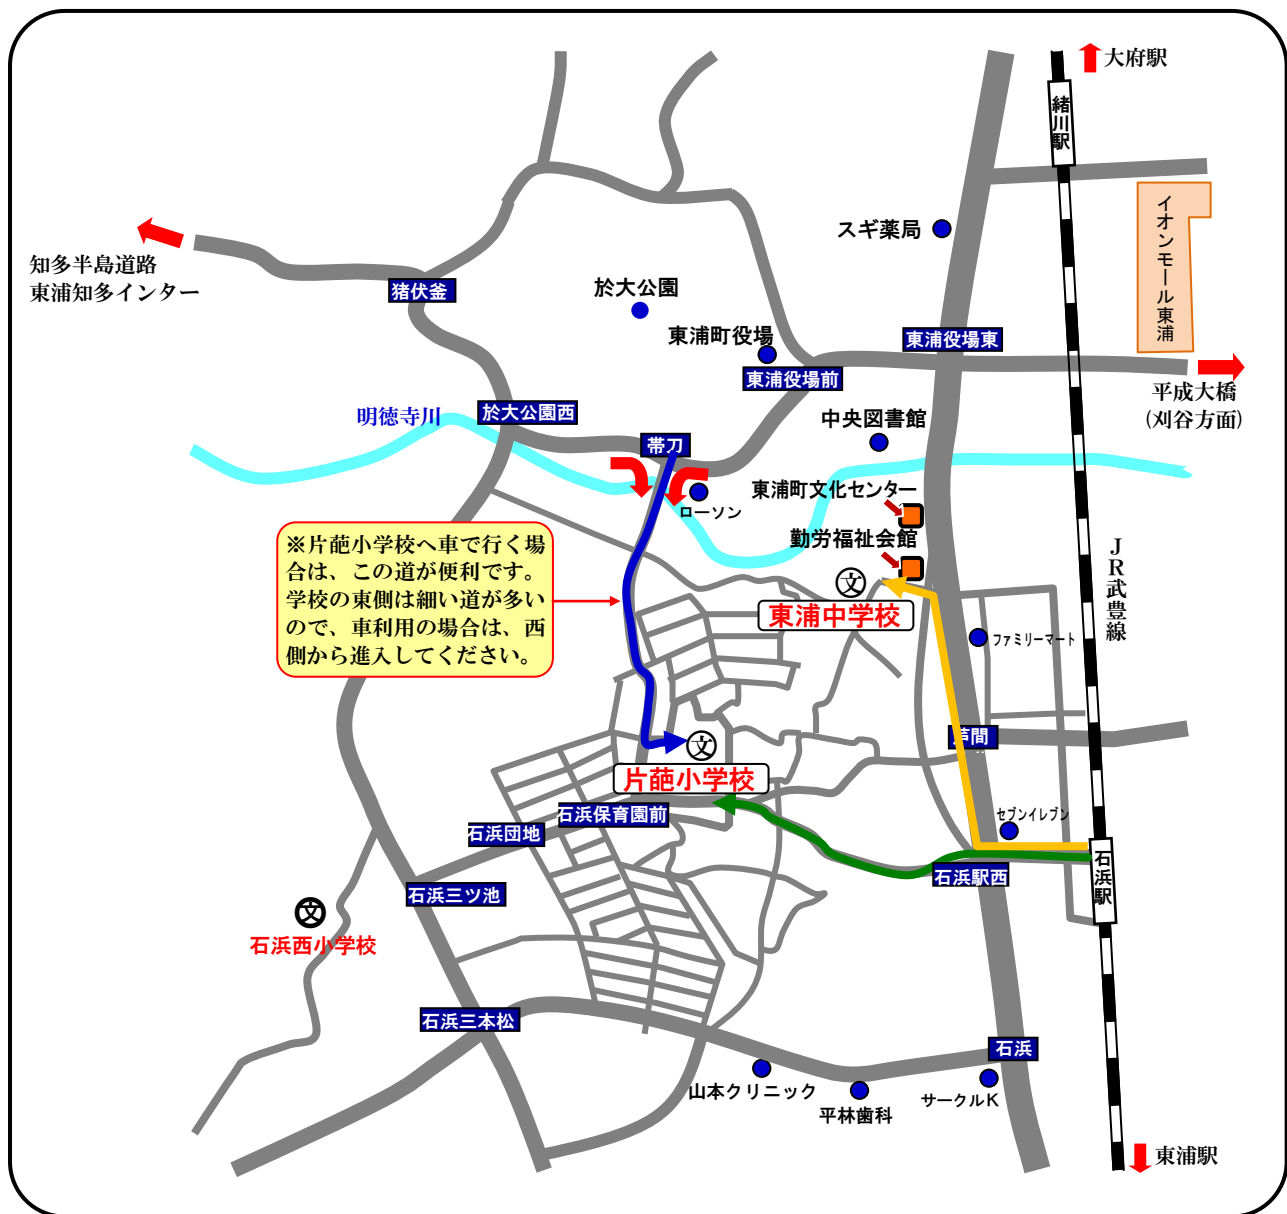 大府駅
緒川駅
イオンモール東浦
スギ薬局
知多半島道路
東浦知多インター
猪伏釜
於大公園
東浦町役場
東浦役場東
東浦役場前
平成大橋
(刈谷方面)
明徳寺川
於大公園西
中央図書館
帯刀
ローソン
東浦町文化センター
勤労福祉会館
JR武豊線
※片葩小学校へ車で行く場
合は、この道が便利です。
学校の東側は細い道が多い
ので、車利用の場合は、西
側から進入してください。
文
東浦中学校
ファミリーマート
文
片葩小学校
石浜保育園前
石浜団地
セブンイレブン
石浜駅西
石浜駅
石浜三ツ池
文
石浜西小学校
石浜三本松
石浜
山本クリニック
平林歯科
サークルK
東浦駅